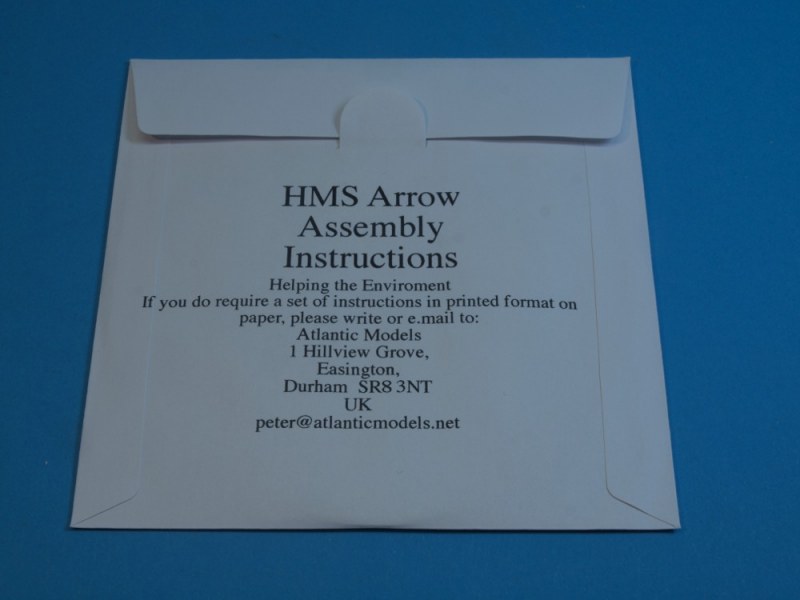 HMS Arrow
Assembly
Instructions
Helping the Enviroment
If you do require a set of instructions in printed format on
paper, please write or e.mail to:
Atlantic Models
1 Hillview Grove,
Easington,
Durham SR8 3NT
UK
peter@atlanticmodels.net